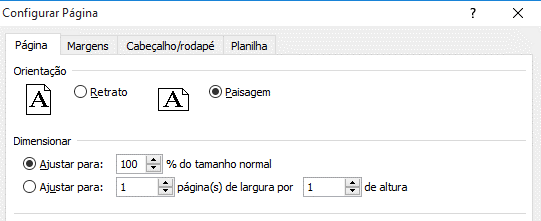 Configurar Página ?
Página Margens Cabeçalho/rodapé Planilha
Orientação
A Retrato A Paisagem
Dimensionar
Ajustar para: 100 % do tamanho normal
Ajustar para: 1 página(s) de largura por 1 de altura